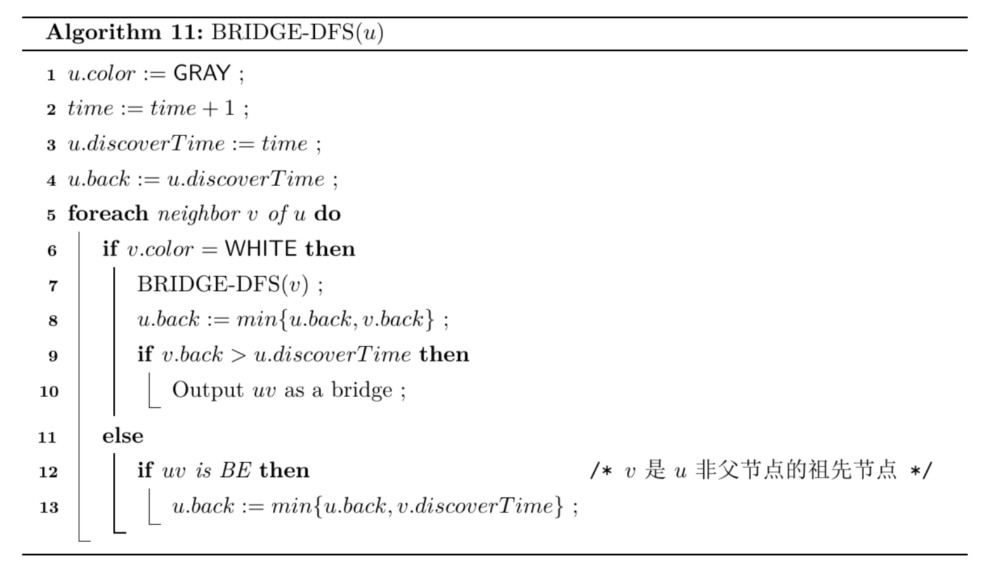 Algorithm 11: BRIDGE-DFS(u)
1 u.color := GRAY ;
2 time := time + 1 ;
3 u.discoverTime := time ;
4 u.back := u.discoverTime ;
5 foreach neighbor v of u do
6 if v.color = WHITE then
7 BRIDGE-DFS(v) ;
8 u.back := min{u.back, v.back} ;
9 if v.back > u.discoverTime then
10 Output uv as a bridge ;
11 else
12 if uv is BE then /* v 是 u 非父节点的祖先节点 */
13 u.back := min{u.back, v.discoverTime} ;